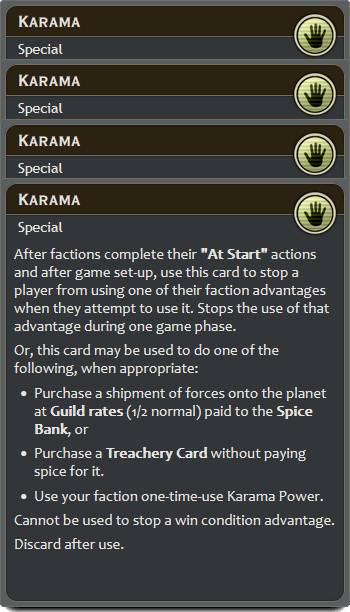 Karama
Special
Karama
Special
Karama
Special
Karama
Special
After factions complete their "At Start" actions
and after game set-up, use this card to stop a
player from using one of their faction advantages
when they attempt to use it. Stops the use of that
advantage during one game phase.
Or, this card may be used to do one of the
following, when appropriate:
• Purchase a shipment of forces onto the planet
at Guild rates (1/2 normal) paid to the Spice
Bank, or
• Purchase a Treachery Card without paying
spice for it.
• Use your faction one-time-use Karama Power.
Cannot be used to stop a win condition advantage.
Discard after use.